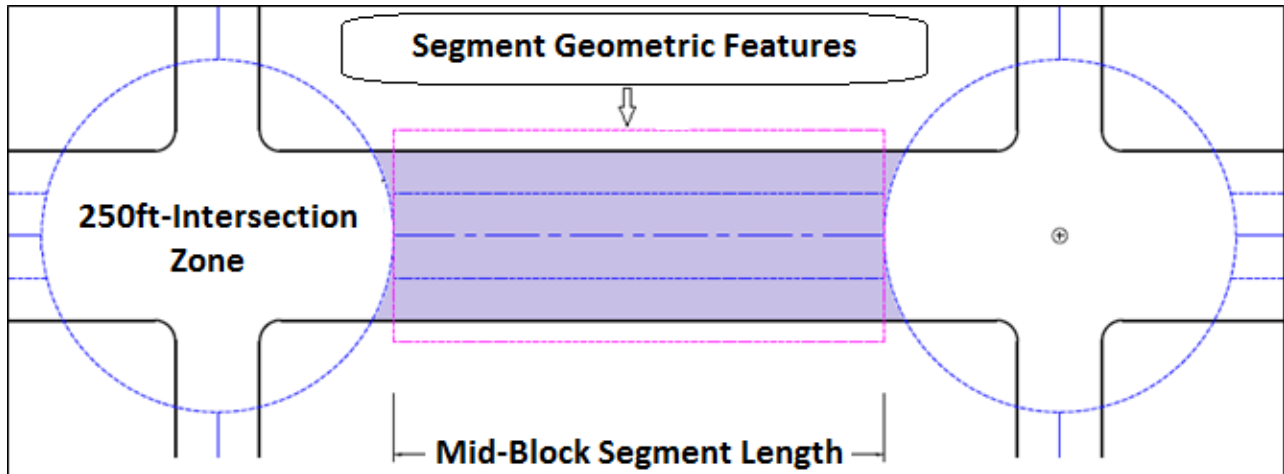 Segment Geometric Features
250ft-Intersection
Zone
Mid-Block Segment Length